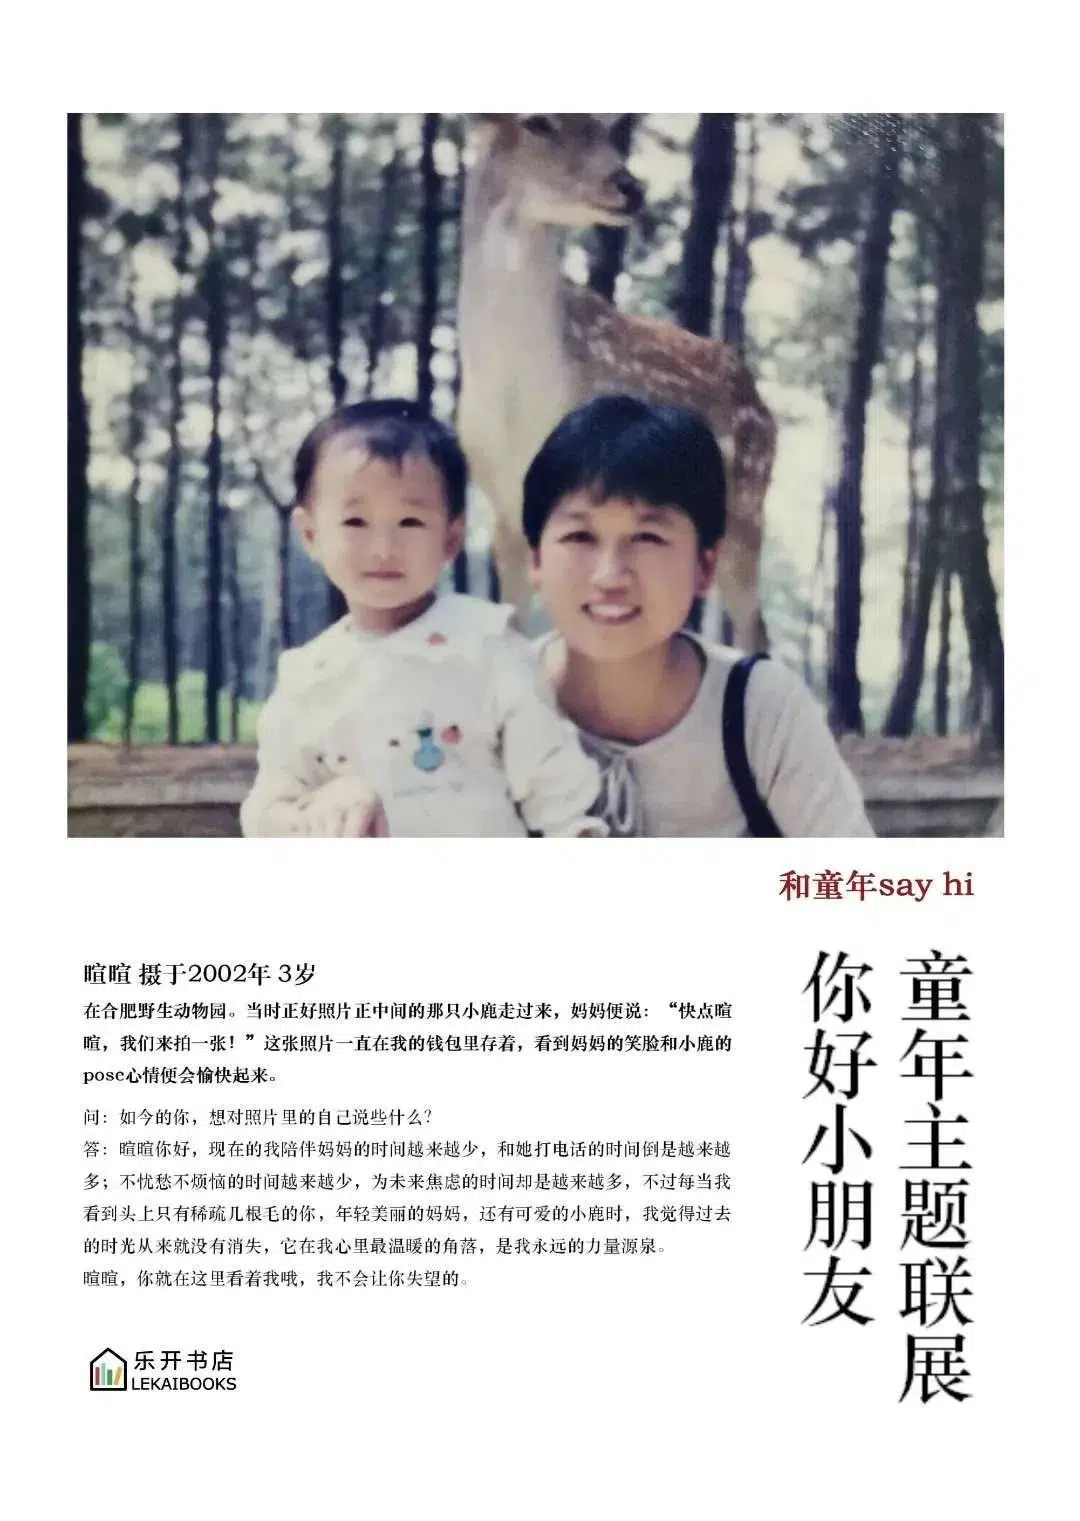 和童年say hi
童年主题联展
你好小朋友
暄暄 摄于2002年 3岁
在合肥野生动物园。当时正好照片正中间的那只小鹿走过来，妈妈便说：“快点暄
暄，我们来拍一张！”这张照片一直在我的钱包里存着，看到妈妈的笑脸和小鹿的
pose心情便会愉快起来。
问：如今的你，想对照片里的自己说些什么？
答：暄暄你好，现在的我陪伴妈妈的时间越来越少，和她打电话的时间倒是越来越
多；不忧愁不烦恼的时间越来越少，为未来焦虑的时间却是越来越多，不过每当我
看到头上只有稀疏几根毛的你，年轻美丽的妈妈，还有可爱的小鹿时，我觉得过去
的时光从来就没有消失，它在我心里最温暖的角落，是我永远的力量源泉。
暄暄，你就在这里看着我哦，我不会让你失望的。
乐开书店
LEKAIBOOKS